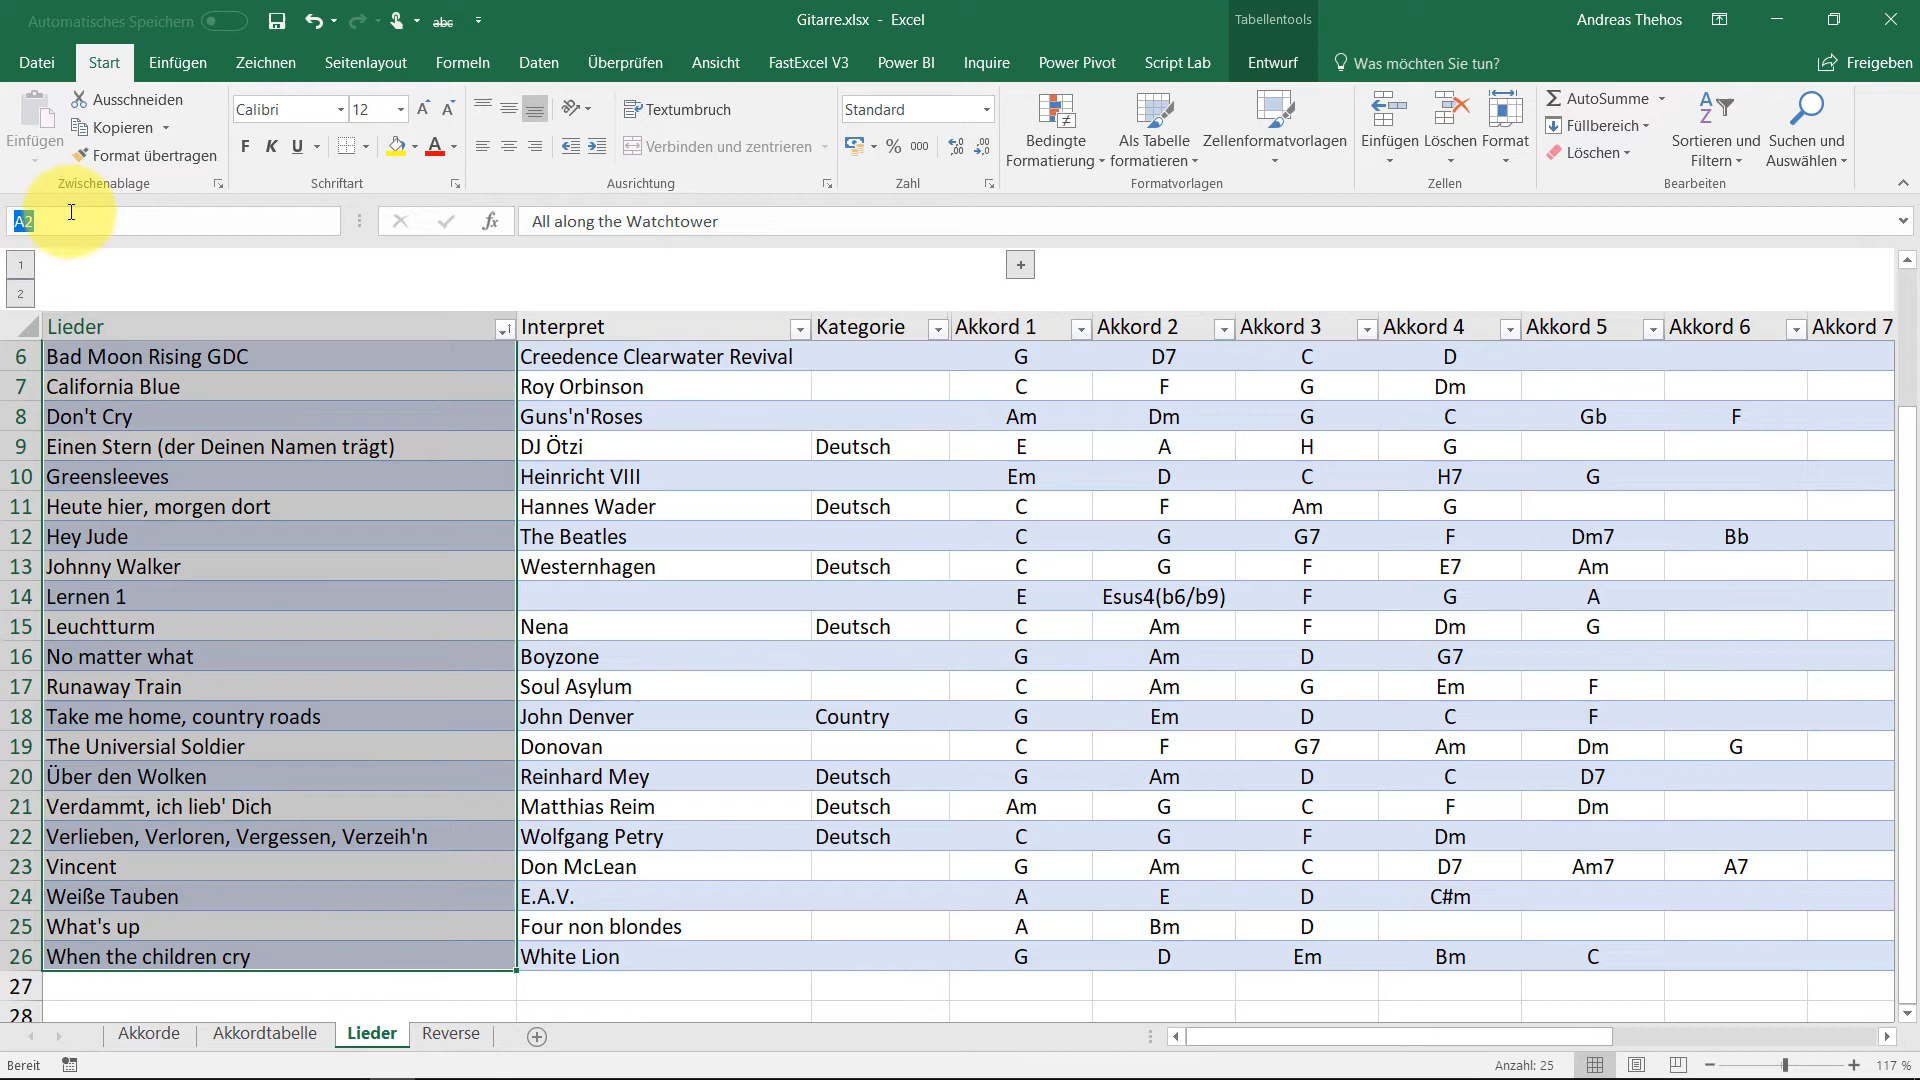 Automatisches Speichern
abc
Gitarre.xlsx - Excel
Tabellentools
Andreas Thehos
Datei Start Einfügen Zeichnen Seitenlayout Formeln Daten Überprüfen Ansicht FastExcel V3 Power BI Inquire Power Pivot Script Lab Entwurf Was möchten Sie tun? Freigeben
Einfügen
Ausschneiden
Kopieren
Format übertragen
Zwischenablage
Calibri 12
F K U
Schriftart
Textumbruch
Verbinden und zentrieren
Ausrichtung
Standard
% 000
Zahl
Bedingte Formatierung
Als Tabelle formatieren
Zellenformatvorlagen
Formatvorlagen
Einfügen Löschen Format
Zellen
AutoSumme
Füllbereich
Löschen
Sortieren und Filtern
Suchen und Auswählen
Bearbeiten
A2 fx All along the Watchtower
1
2
Lieder Interpret Kategorie Akkord 1 Akkord 2 Akkord 3 Akkord 4 Akkord 5 Akkord 6 Akkord 7
6 Bad Moon Rising GDC Creedence Clearwater Revival G D7 C D
7 California Blue Roy Orbinson C F G Dm
8 Don't Cry Guns'n'Roses Am Dm G C Gb F
9 Einen Stern (der Deinen Namen trägt) DJ Ötzi Deutsch E A H G
10 Greensleeves Heinricht VIII Em D C H7 G
11 Heute hier, morgen dort Hannes Wader Deutsch C F Am G
12 Hey Jude The Beatles C G G7 F Dm7 Bb
13 Johnny Walker Westernhagen Deutsch C G F E7 Am
14 Lernen 1 E Esus4(b6/b9) F G A
15 Leuchtturm Nena Deutsch C Am F Dm G
16 No matter what Boyzone G Am D G7
17 Runaway Train Soul Asylum C Am G Em F
18 Take me home, country roads John Denver Country G Em D C F
19 The Universial Soldier Donovan C F G7 Am Dm G
20 Über den Wolken Reinhard Mey Deutsch G Am D C D7
21 Verdammt, ich lieb' Dich Matthias Reim Deutsch Am G C F Dm
22 Verlieben, Verloren, Vergessen, Verzeih'n Wolfgang Petry Deutsch C G F Dm
23 Vincent Don McLean G Am C D7 Am7 A7
24 Weiße Tauben E.A.V. A E D C#m
25 What's up Four non blondes A Bm D
26 When the children cry White Lion G D Em Bm C
27
28
Akkorde Akkordtabelle Lieder Reverse
Bereit Anzahl: 25 117 %